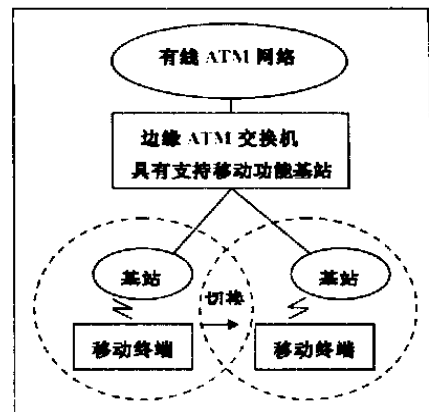 有线 ATM 网络
边缘 ATM 交换机
具有支持移动功能基站
基站
切换
基站
移动终端
移动终端